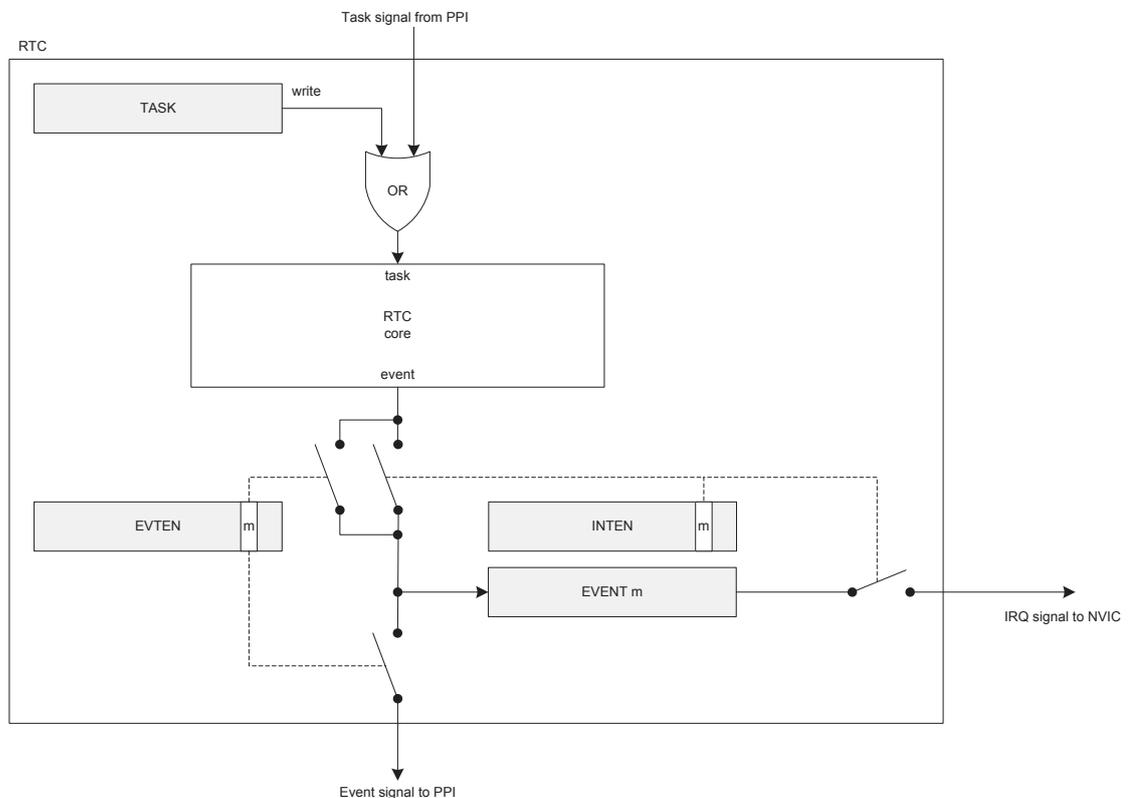 Task signal from PPI
RTC
write
TASK
OR
task
RTC
core
event
EVTEN
m
INTEN
m
EVENT m
IRQ signal to NVIC
Event signal to PPI